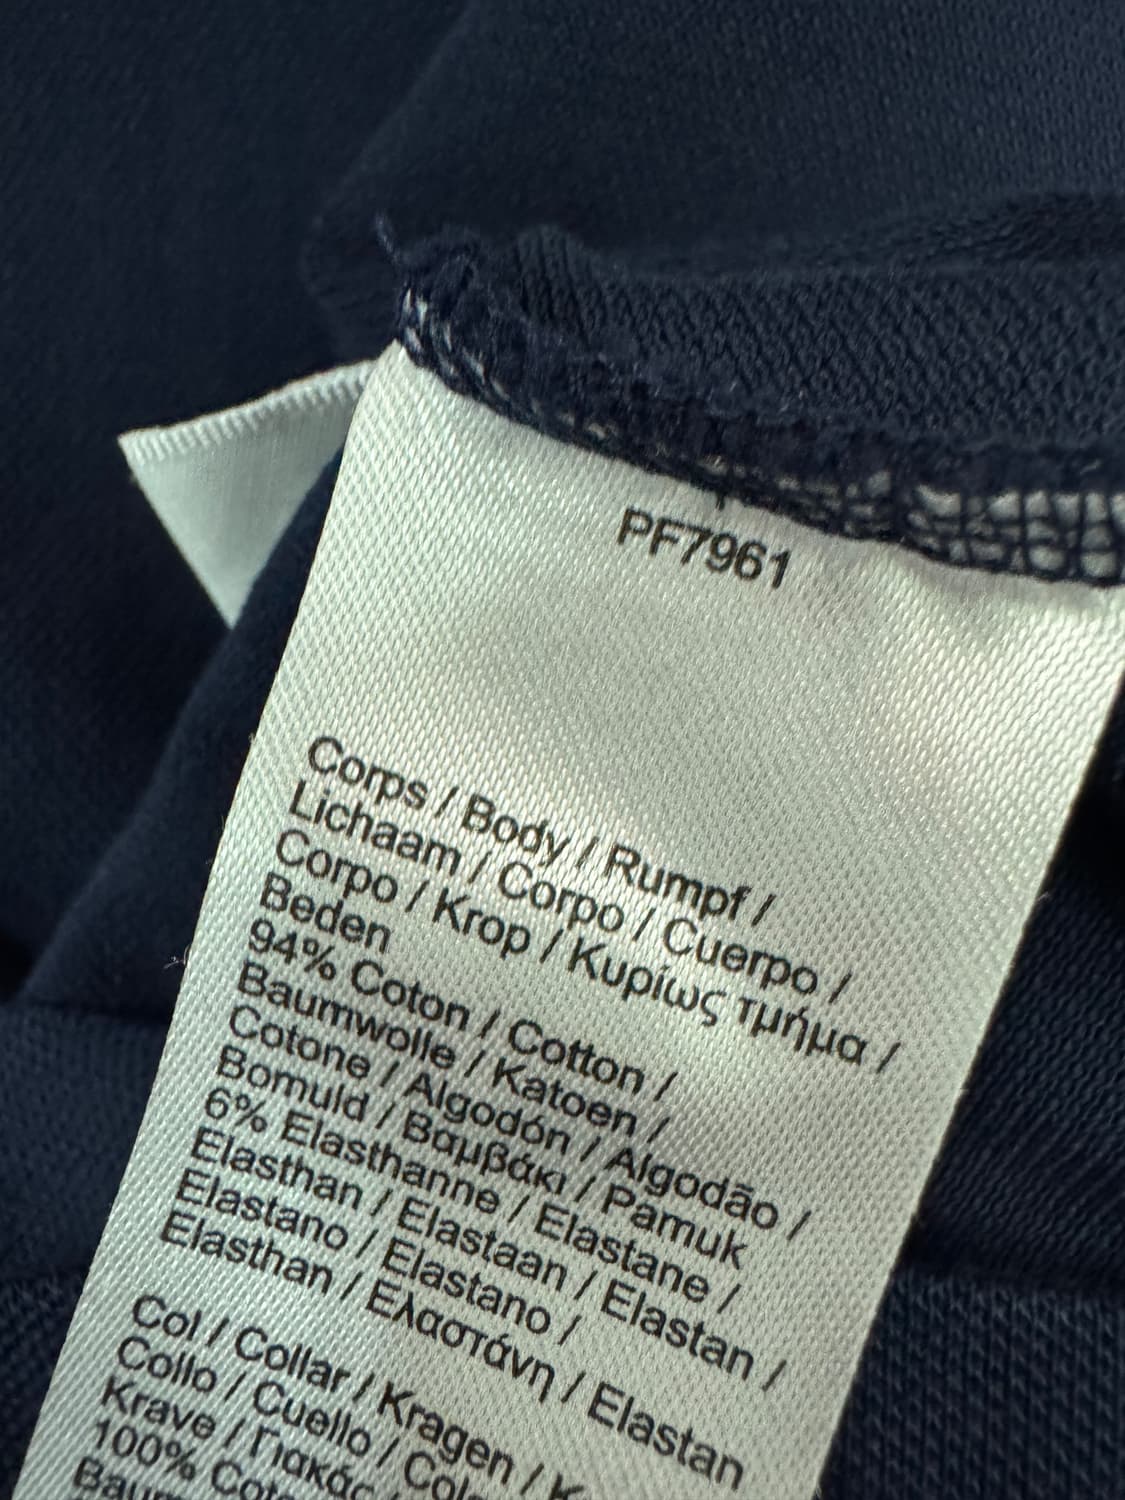 PF7961
Corps / Body / Rumpf /
Lichaam / Corpo / Cuerpo /
Corpo / Krop / Κυρίως τμήμα /
Beden
94% Coton / Cotton /
Baumwolle / Katoen /
Cotone / Algodón / Algodão /
Bomuld / Βαμβάκι / Pamuk
6% Elasthanne / Elastane /
Elasthan / Elastaan / Elastan /
Elastano / Elastano /
Elasthan / Ελαστάνη / Elastan
Col / Collar / Kragen /
Collo / Cuello /
Krave / Γιακάς /
100%